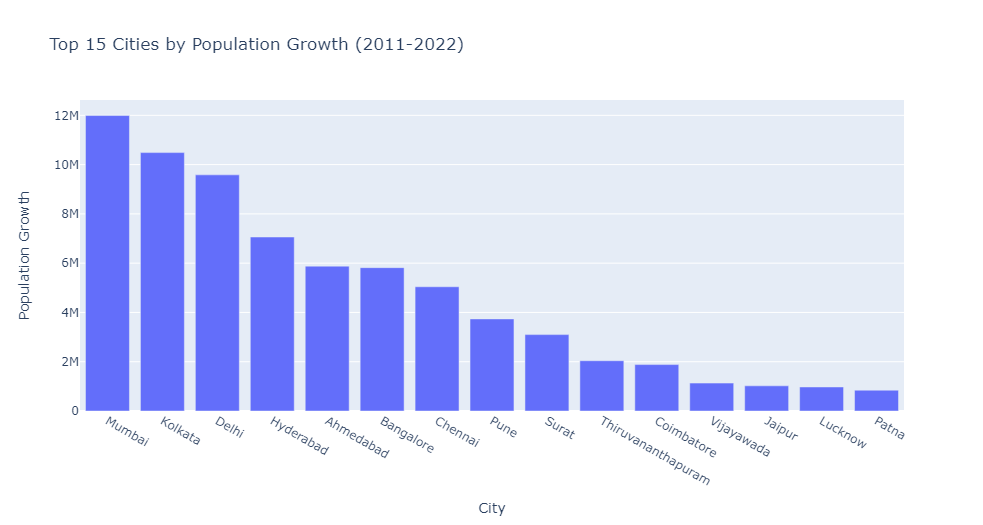 Top 15 Cities by Population Growth (2011-2022)
12M
10M
8M
6M
4M
2M
0
Population Growth
Mumbai
Kolkata
Delhi
Hyderabad
Ahmedabad
Bangalore
Chennai
Pune
Surat
Thiruvananthapuram
Coimbatore
Vijayawada
Jaipur
Lucknow
Patna
City